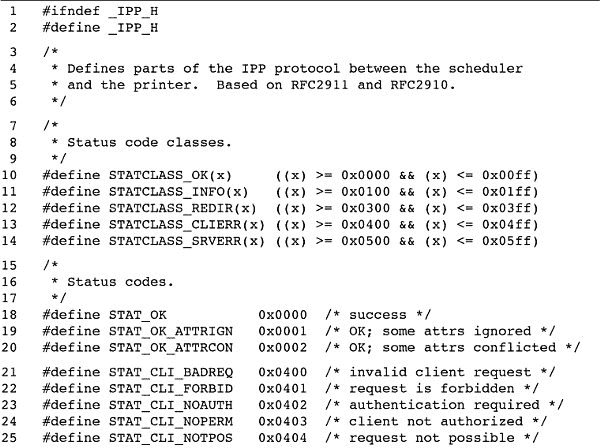 1 #ifndef _IPP_H
2 #define _IPP_H
3 /*
4  * Defines parts of the IPP protocol between the scheduler
5  * and the printer.  Based on RFC2911 and RFC2910.
6  */
7 /*
8  * Status code classes.
9  */
10 #define STATCLASS_OK(x)     ((x) >= 0x0000 && (x) <= 0x00ff)
11 #define STATCLASS_INFO(x)   ((x) >= 0x0100 && (x) <= 0x01ff)
12 #define STATCLASS_REDIR(x)  ((x) >= 0x0300 && (x) <= 0x03ff)
13 #define STATCLASS_CLIERR(x) ((x) >= 0x0400 && (x) <= 0x04ff)
14 #define STATCLASS_SRVERR(x) ((x) >= 0x0500 && (x) <= 0x05ff)
15 /*
16  * Status codes.
17  */
18 #define STAT_OK            0x0000  /* success */
19 #define STAT_OK_ATTRIGN    0x0001  /* OK; some attrs ignored */
20 #define STAT_OK_ATTRCON    0x0002  /* OK; some attrs conflicted */
21 #define STAT_CLI_BADREQ    0x0400  /* invalid client request */
22 #define STAT_CLI_FORBID    0x0401  /* request is forbidden */
23 #define STAT_CLI_NOAUTH    0x0402  /* authentication required */
24 #define STAT_CLI_NOPERM    0x0403  /* client not authorized */
25 #define STAT_CLI_NOTPOS    0x0404  /* request not possible */